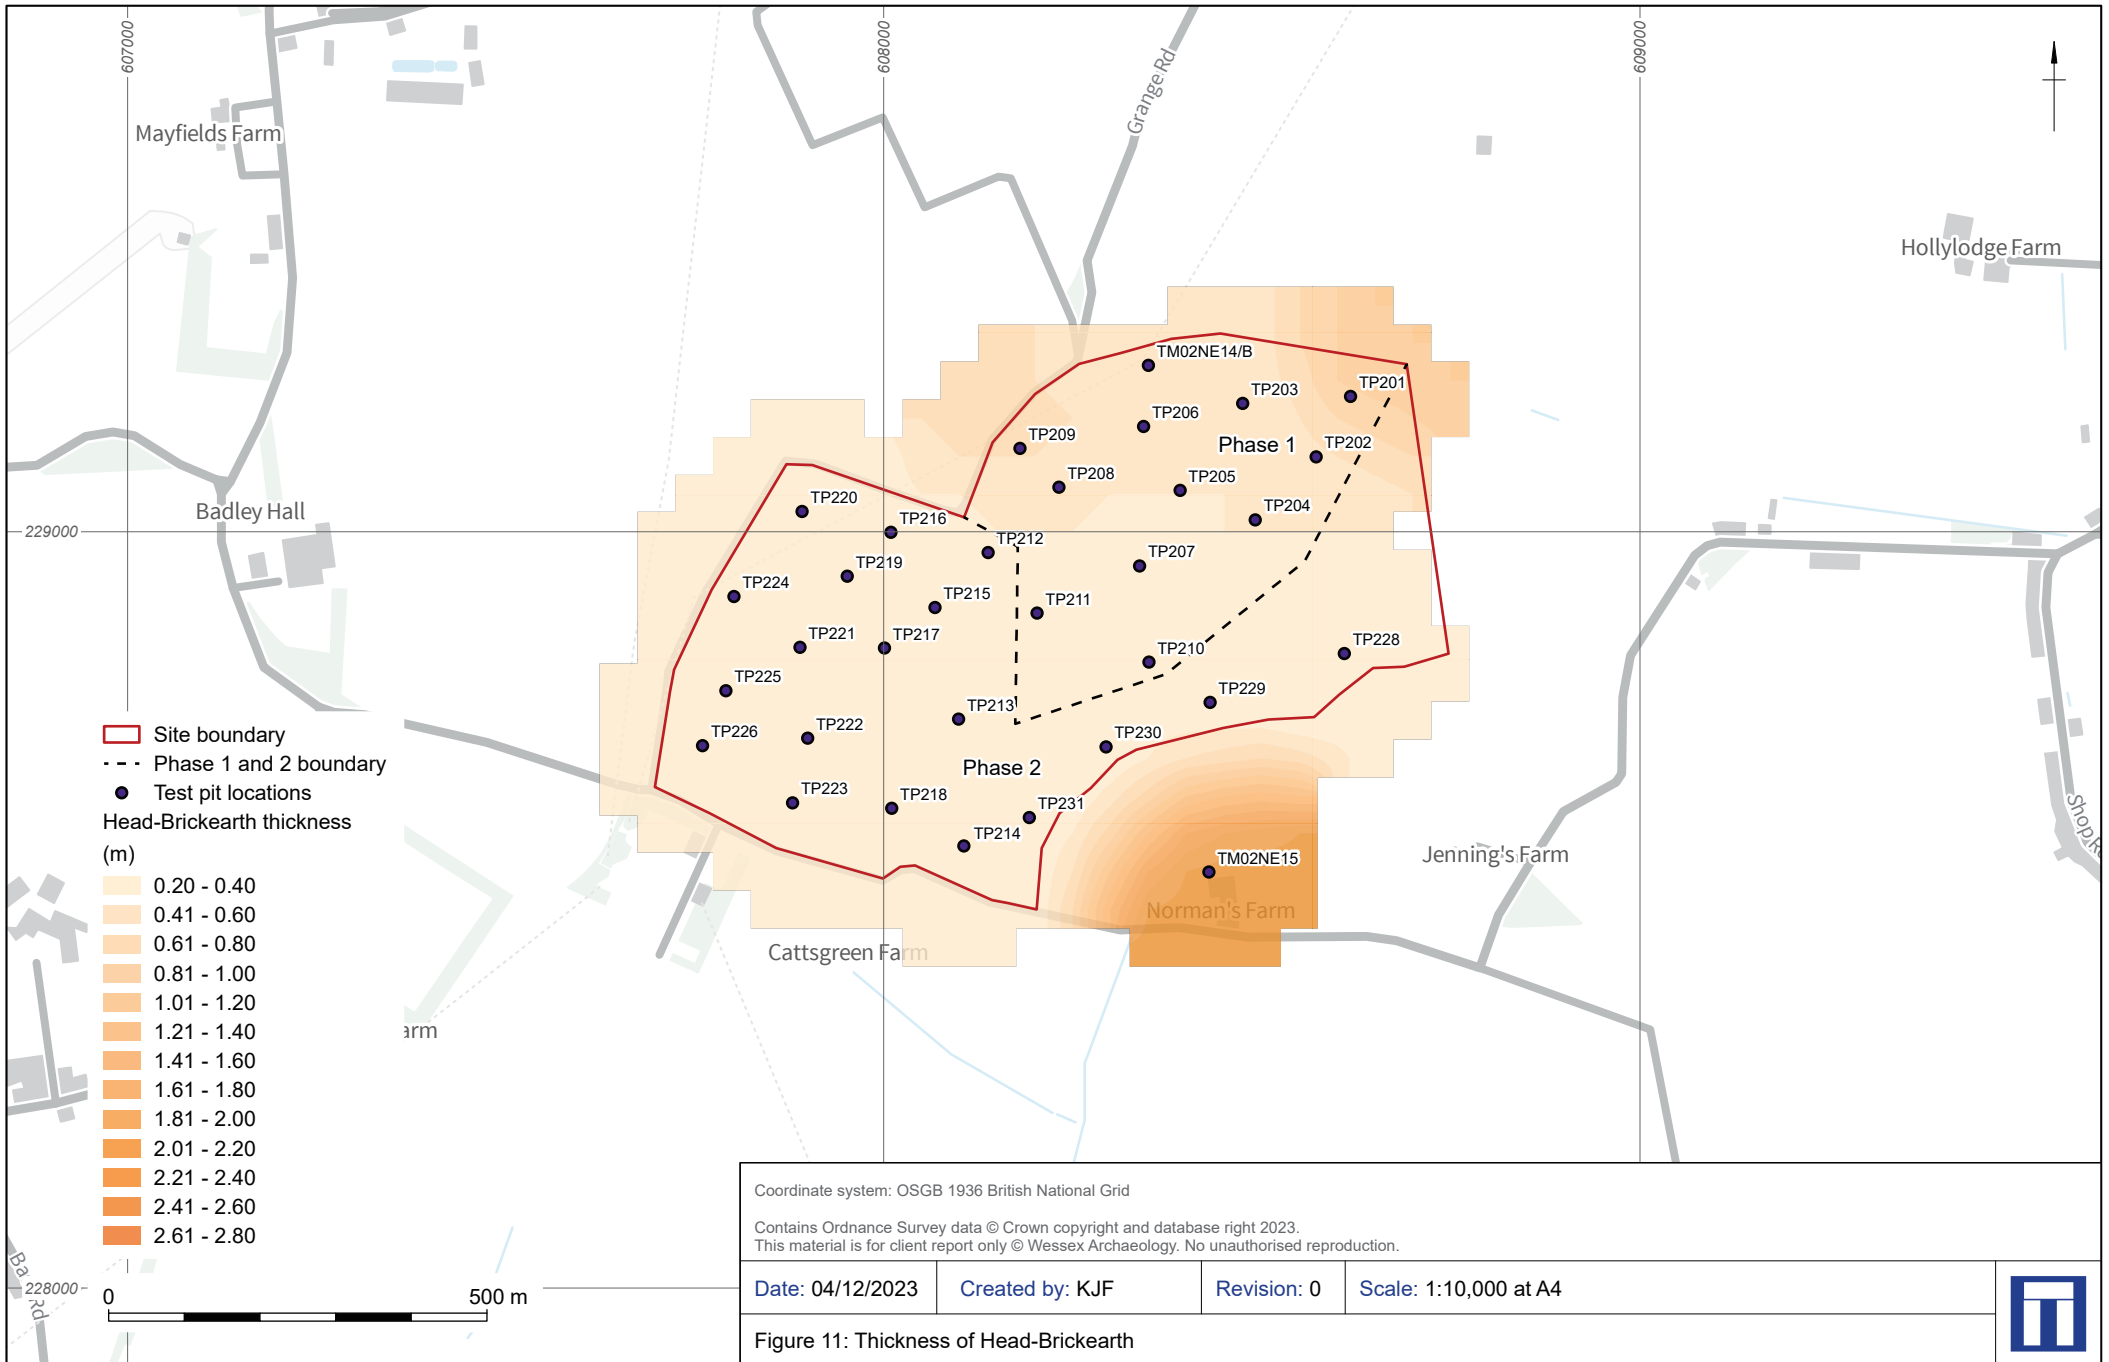 607000
608000
609000
Grange Rd
Mayfields Farm
Hollylodge Farm
TM02NE14/B
TP201
TP203
TP206
TP209
Phase 1
TP202
TP208
TP205
TP220
TP204
Badley Hall
TP216
229000
TP212
TP207
TP219
TP224
TP215
TP211
TP221
TP217
TP228
TP210
TP225
TP229
TP213
TP226
TP222
TP230
Phase 2
TP223
TP218
TP231
TP214
TM02NE15
Jenning's Farm
Shop R
Norman's Farm
Cattsgreen Farm
arm
Site boundary
Phase 1 and 2 boundary
Test pit locations
Head-Brickearth thickness
(m)
0.20 - 0.40
0.41 - 0.60
0.61 - 0.80
0.81 - 1.00
1.01 - 1.20
1.21 - 1.40
1.41 - 1.60
1.61 - 1.80
1.81 - 2.00
2.01 - 2.20
2.21 - 2.40
2.41 - 2.60
2.61 - 2.80
Ba
Rd
228000
0 500 m
Coordinate system: OSGB 1936 British National Grid
Contains Ordnance Survey data © Crown copyright and database right 2023.
This material is for client report only © Wessex Archaeology. No unauthorised reproduction.
Date: 04/12/2023 Created by: KJF Revision: 0 Scale: 1:10,000 at A4
Figure 11: Thickness of Head-Brickearth